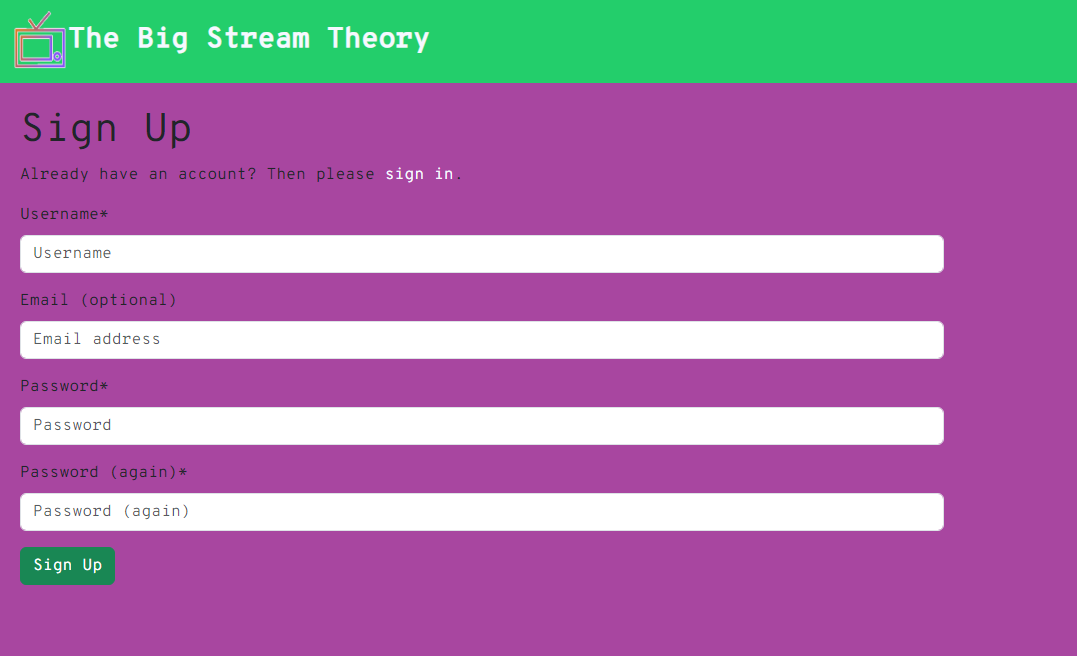 The Big Stream Theory
Sign Up
Already have an account? Then please sign in.
Username*
Username
Email (optional)
Email address
Password*
Password
Password (again)*
Password (again)
Sign Up